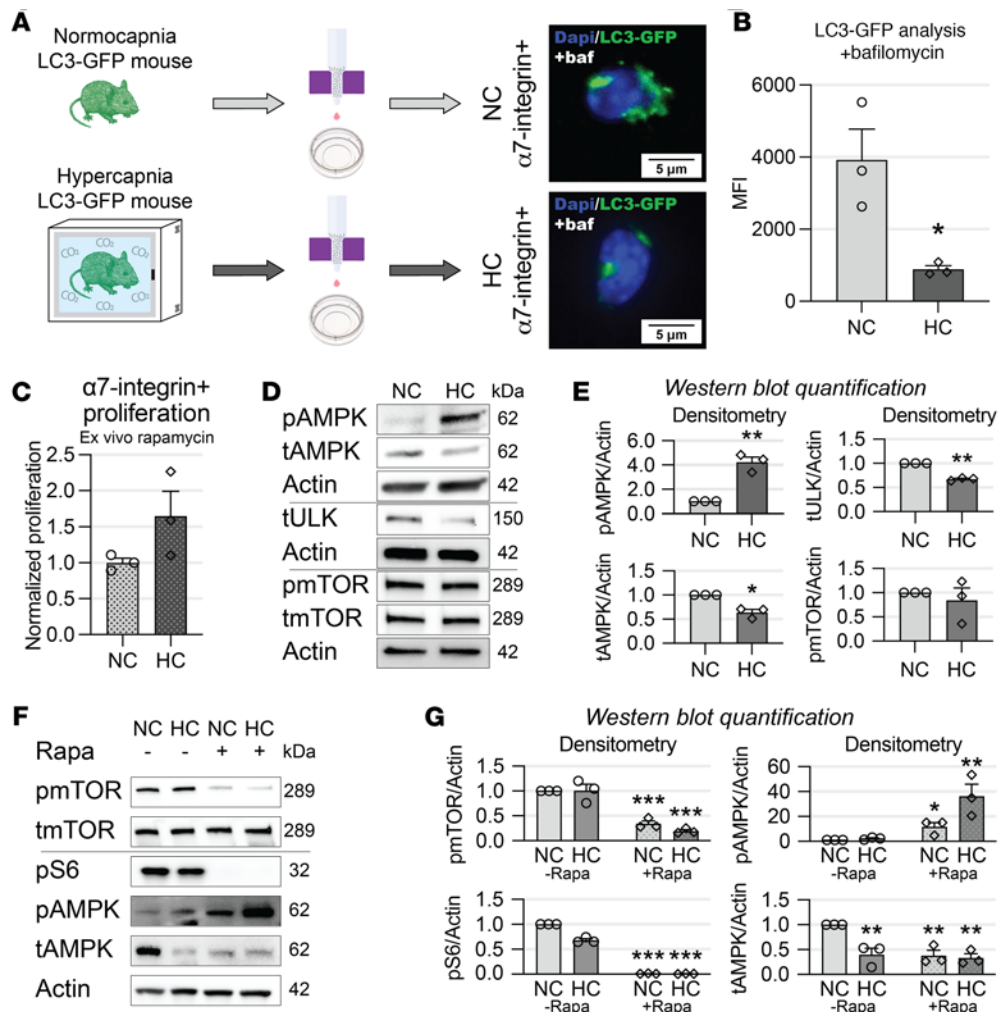 A
Normocapnia
LC3-GFP mouse
Hypercapnia
LC3-GFP mouse
CO₂ CO₂
CO₂ CO₂
CO₂ CO₂
NC
α7-integrin+
Dapi/LC3-GFP
+baf
5 µm
HC
α7-integrin+
Dapi/LC3-GFP
+baf
5 µm
B
LC3-GFP analysis
+bafilomycin
MFI
6000
4000
2000
0
*
NC HC
C
α7-integrin+
proliferation
Ex vivo rapamycin
Normalized proliferation
2.5
2.0
1.5
1.0
0.5
0.0
NC HC
D
NC HC kDa
pAMPK 62
tAMPK 62
Actin 42
tULK 150
Actin 42
pmTOR 289
tmTOR 289
Actin 42
E
Western blot quantification
Densitometry
pAMPK/Actin
6.0
4.0
2.0
0.0
**
NC HC
Densitometry
tULK/Actin
1.5
1.0
0.5
0.0
**
NC HC
tAMPK/Actin
1.5
1.0
0.5
0.0
*
NC HC
pmTOR/Actin
1.5
1.0
0.5
0.0
NC HC
F
NC HC NC HC
Rapa - - + + kDa
pmTOR 289
tmTOR 289
pS6 32
pAMPK 62
tAMPK 62
Actin 42
G
Western blot quantification
Densitometry
pmTOR/Actin
1.5
1.0
0.5
0.0
*** ***
NC HC NC HC
-Rapa +Rapa
Densitometry
pAMPK/Actin
60
40
20
0
* **
NC HC NC HC
-Rapa +Rapa
pS6/Actin
1.5
1.0
0.5
0.0
*** ***
NC HC NC HC
-Rapa +Rapa
tAMPK/Actin
1.5
1.0
0.5
0.0
** ** **
NC HC NC HC
-Rapa +Rapa